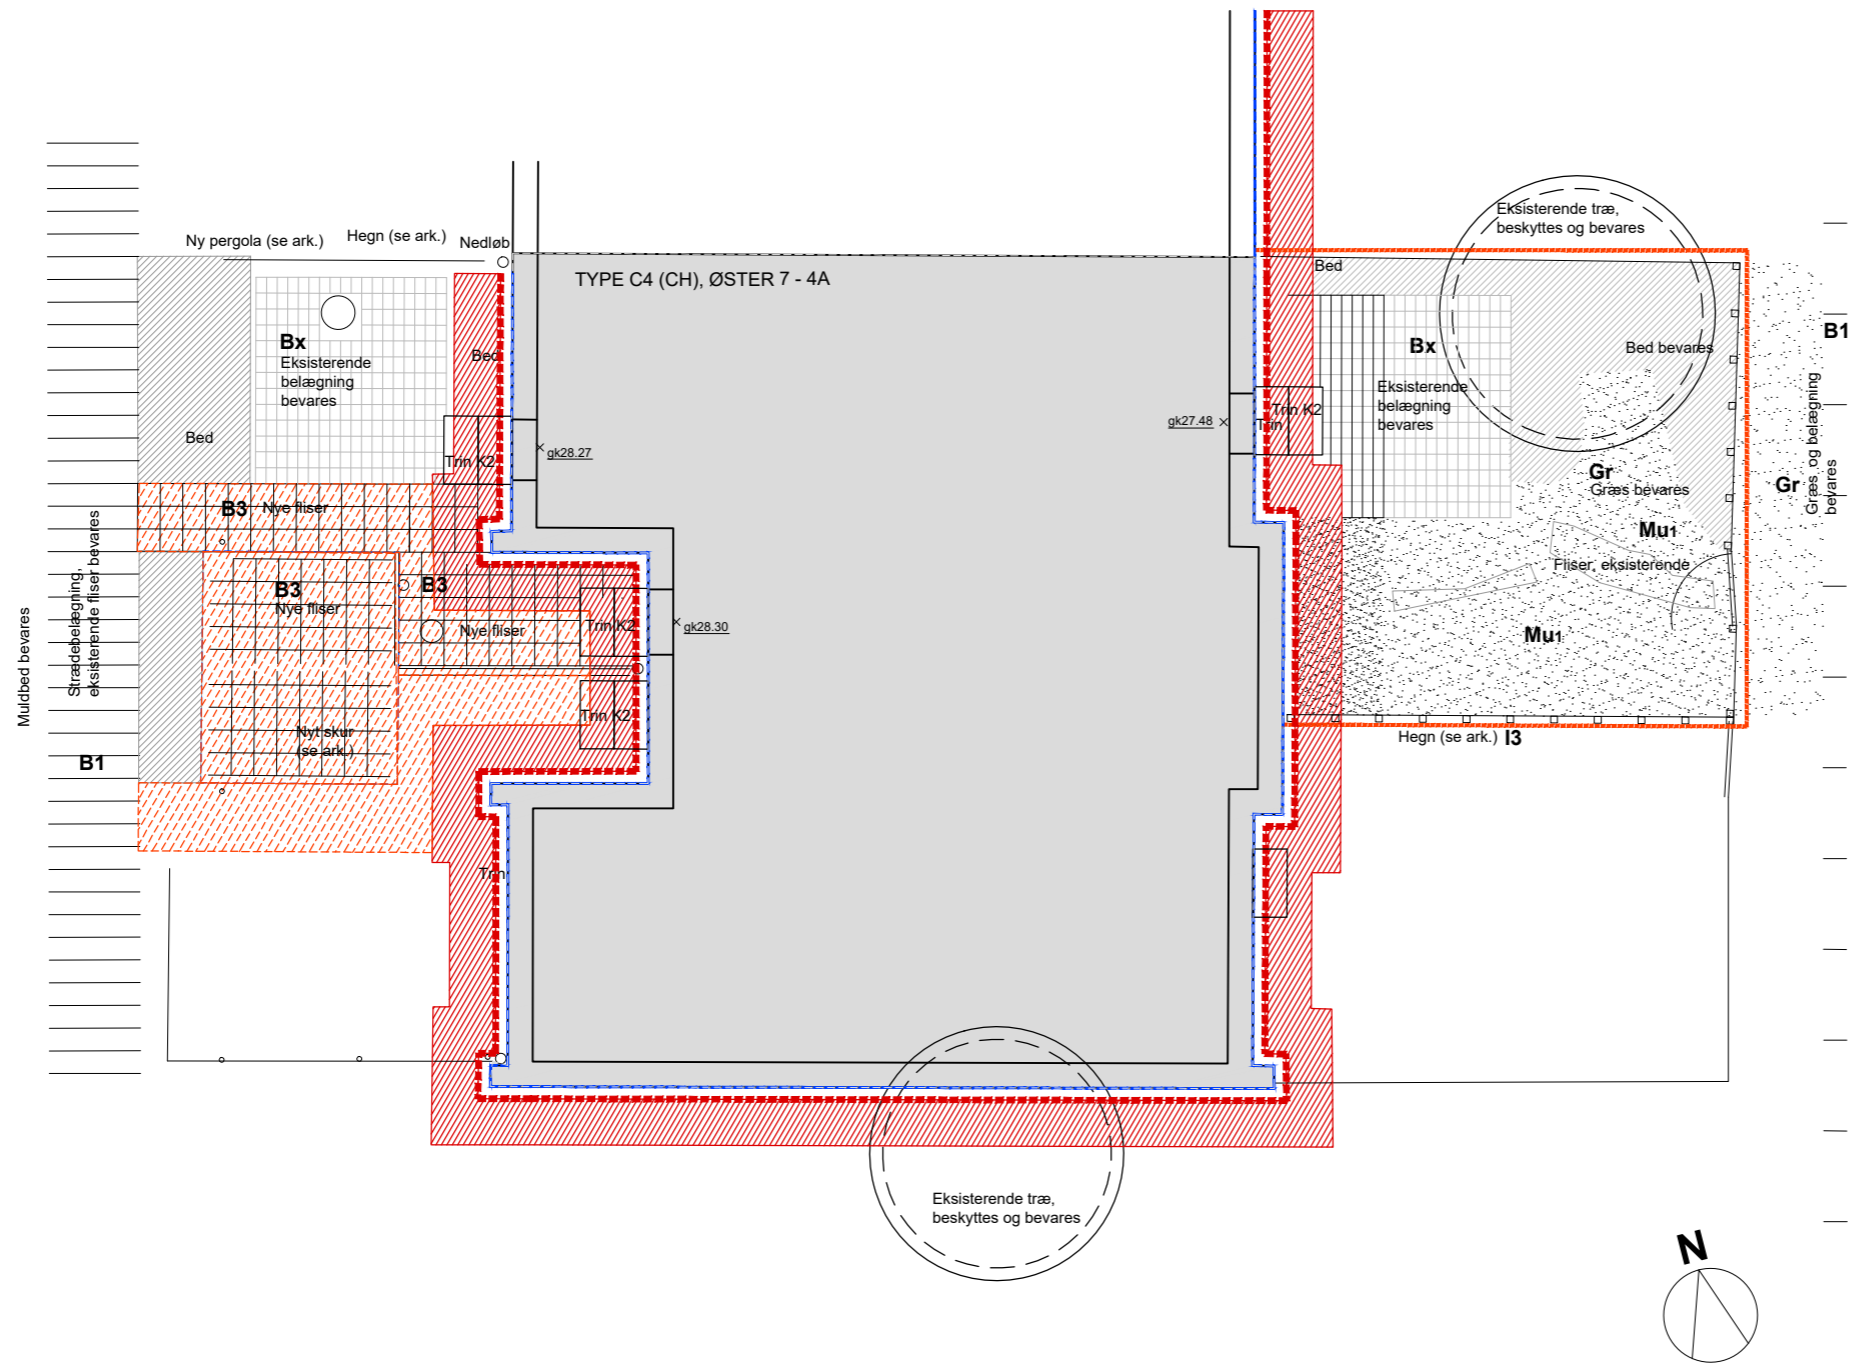 Ny pergola (se ark.)
Hegn (se ark.)
Nedløb
TYPE C4 (CH), ØSTER 7 - 4A
Bx
Eksisterende
belægning
bevares
Bed
Bed
Trin K2
gk28.27
B3
Nye fliser
B3
Nye fliser
B3
Nye fliser
Trin K2
gk28.30
Trin K2
Nyt skur
(se ark.)
B1
Muldbed bevares
Strædebelægning,
eksisterende fliser bevares
Trin
Eksisterende træ,
beskyttes og bevares
Bed
Bx
Eksisterende
belægning
bevares
Trin K2
Trin
gk27.48
Eksisterende træ,
beskyttes og bevares
Bed bevares
B1
Græs og belægning
bevares
Gr
Græs bevares
Gr
Mu1
Fliser, eksisterende
Mu1
Hegn (se ark.) I3
N